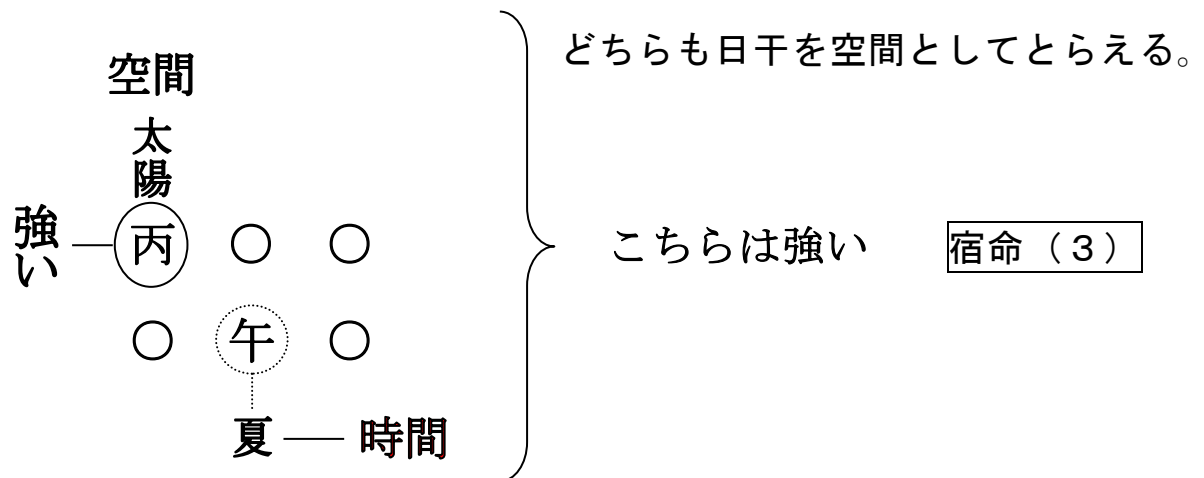 どちらも日干を空間としてとらえる。
空間
太陽
強い
丙 ○ ○
○ 午 ○
夏
時間
こちらは強い
宿命（３）